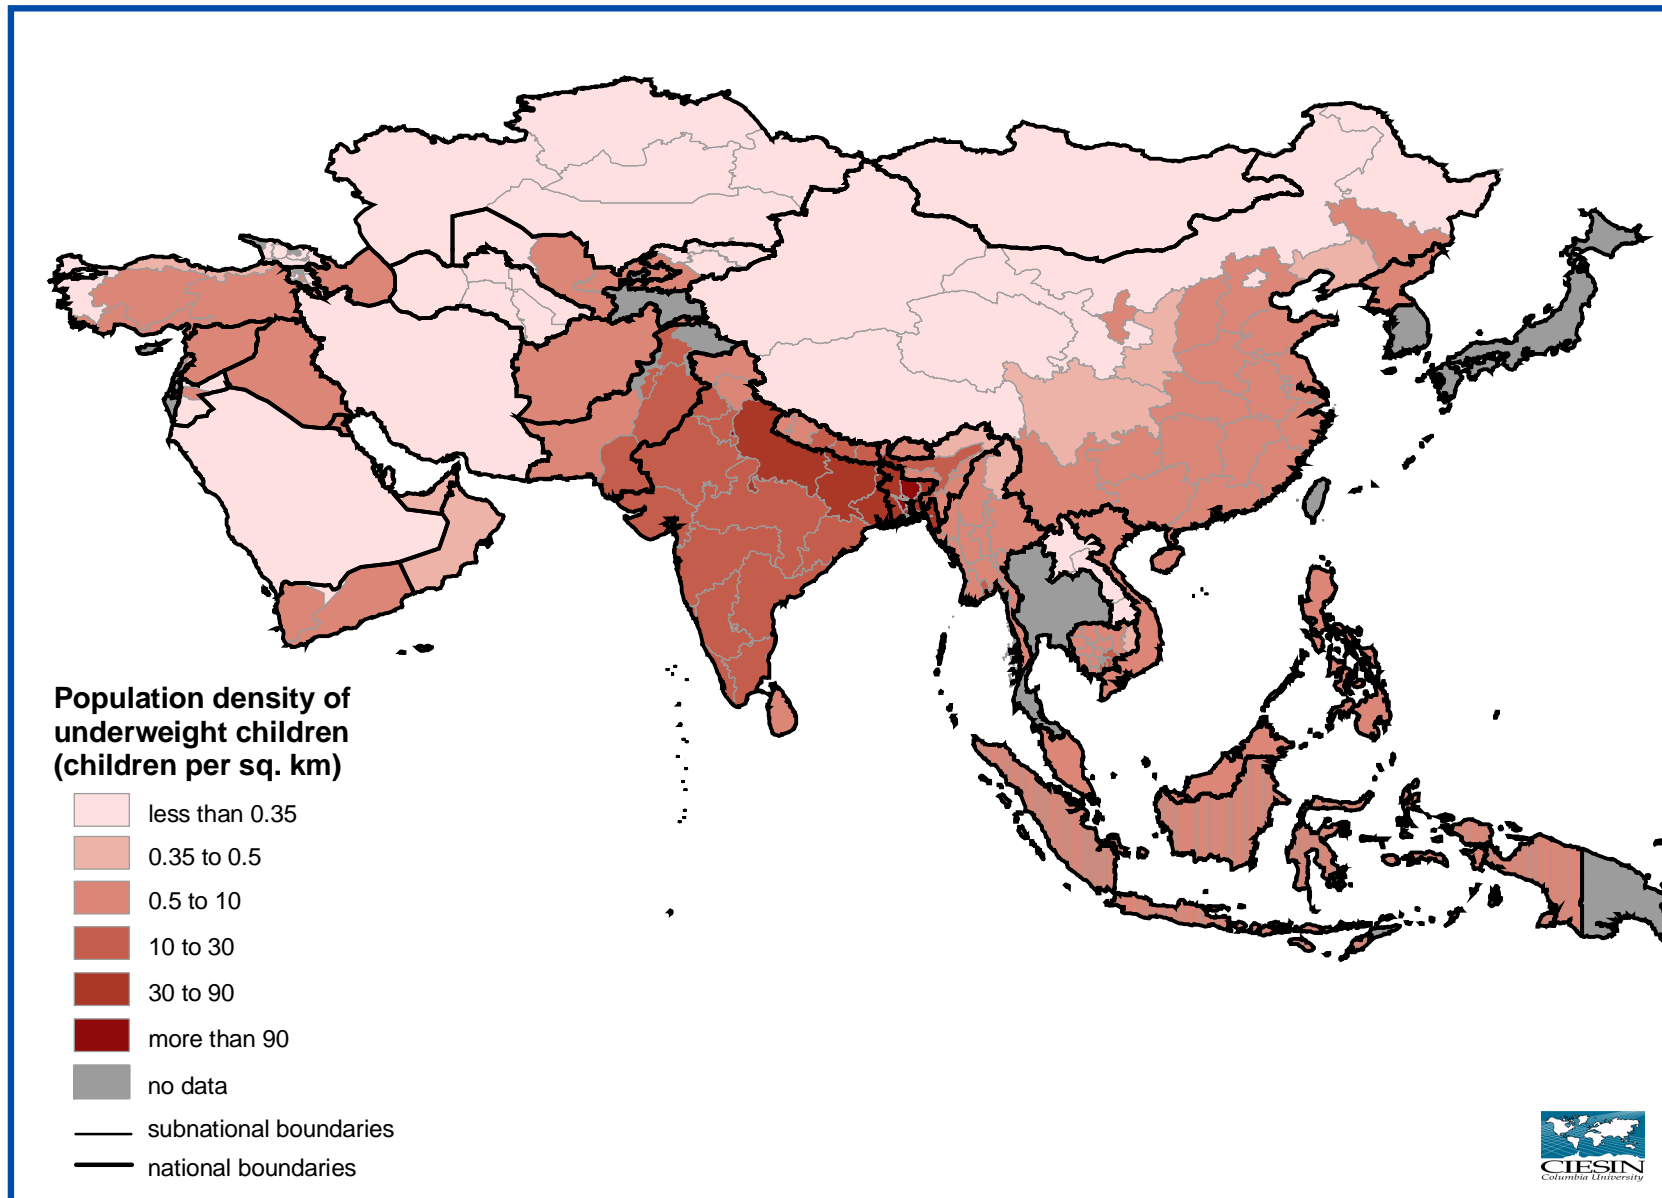 Population density of
underweight children
(children per sq. km)
less than 0.35
0.35 to 0.5
0.5 to 10
10 to 30
30 to 90
more than 90
no data
subnational boundaries
national boundaries
CIESIN
Columbia University